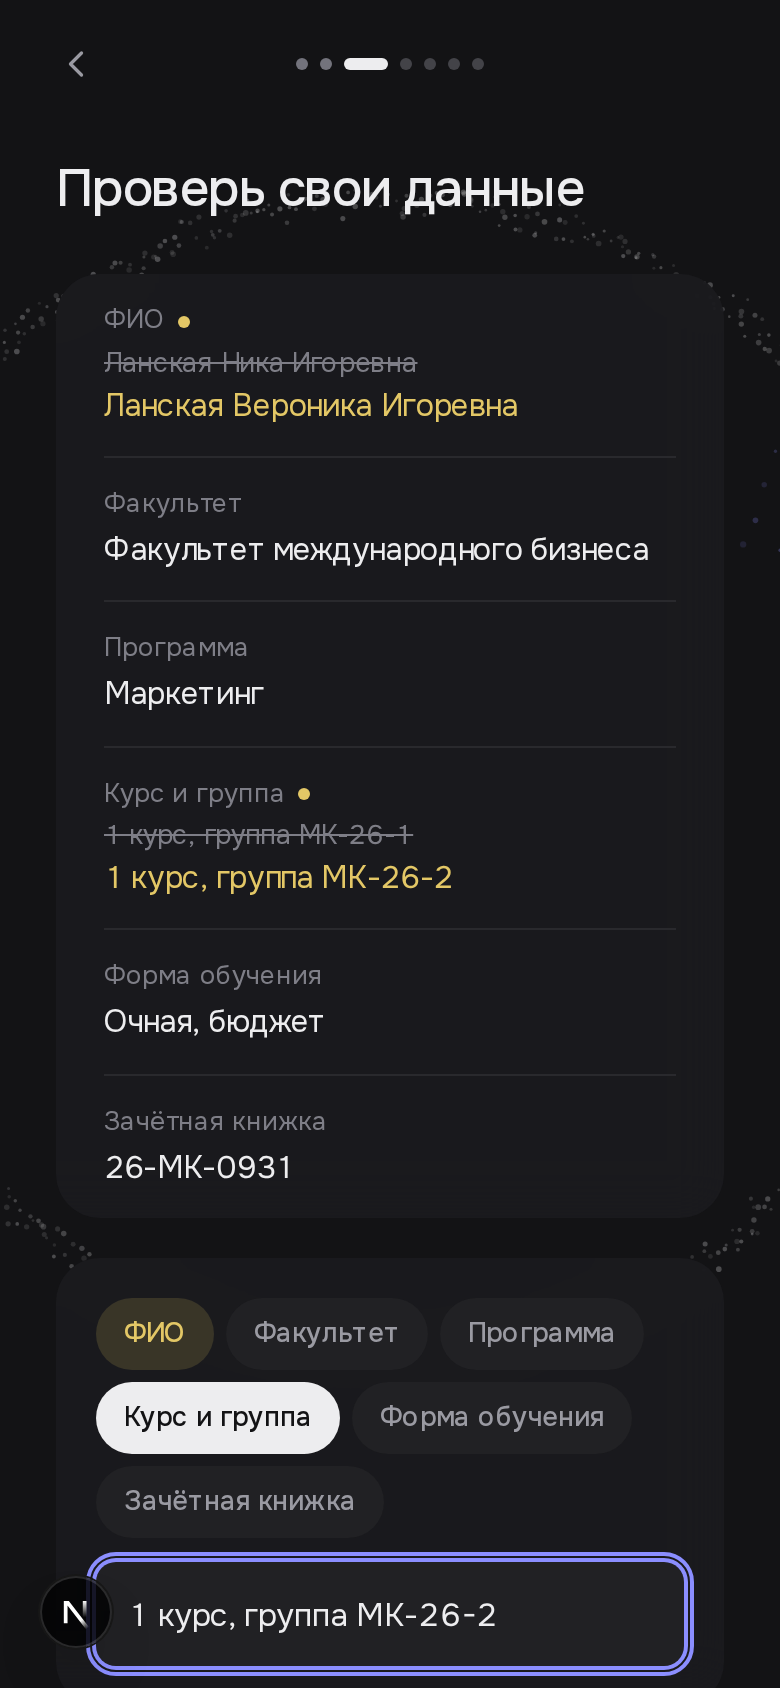 Проверь свои данные
ФИО
Ланская Ника Игоревна
Ланская Вероника Игоревна
Факультет
Факультет международного бизнеса
Программа
Маркетинг
Курс и группа
1 курс, группа МК-26-1
1 курс, группа МК-26-2
Форма обучения
Очная, бюджет
Зачётная книжка
26-МК-0931
ФИО Факультет Программа
Курс и группа Форма обучения
Зачётная книжка
N 1 курс, группа МК-26-2